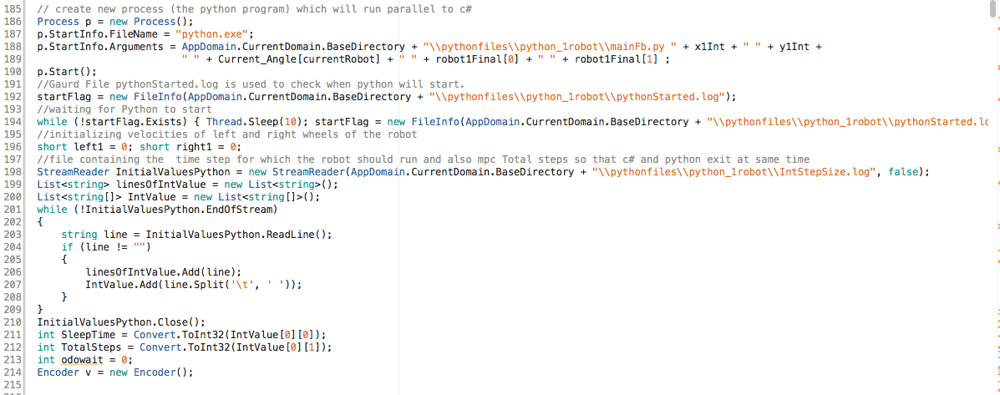 185 // create new process (the python program) which will run parallel to c#
186 Process p = new Process();
187 p.StartInfo.FileName = "python.exe";
188 p.StartInfo.Arguments = AppDomain.CurrentDomain.BaseDirectory + "\\pythonfiles\\python_1robot\\mainFb.py " + x1Int + " " + y1Int +
189 " " + Current_Angle[currentRobot] + " " + robot1Final[0] + " " + robot1Final[1] ;
190 p.Start();
191 //Gaurd File pythonStarted.log is used to check when python will start.
192 startFlag = new FileInfo(AppDomain.CurrentDomain.BaseDirectory + "\\pythonfiles\\python_1robot\\pythonStarted.log");
193 //waiting for Python to start
194 while (!startFlag.Exists) { Thread.Sleep(10); startFlag = new FileInfo(AppDomain.CurrentDomain.BaseDirectory + "\\pythonfiles\\python_1robot\\pythonStarted.lo
195 //initializing velocities of left and right wheels of the robot
196 short left1 = 0; short right1 = 0;
197 //file containing the  time step for which the robot should run and also mpc Total steps so that c# and python exit at same time
198 StreamReader InitialValuesPython = new StreamReader(AppDomain.CurrentDomain.BaseDirectory + "\\pythonfiles\\python_1robot\\IntStepSize.log", false);
199 List<string> linesOfIntValue = new List<string>();
200 List<string[]> IntValue = new List<string[]>();
201 while (!InitialValuesPython.EndOfStream)
202 {
203 string line = InitialValuesPython.ReadLine();
204 if (line != "")
205 {
206 linesOfIntValue.Add(line);
207 IntValue.Add(line.Split('\t', ' '));
208 }
209 }
210 InitialValuesPython.Close();
211 int SleepTime = Convert.ToInt32(IntValue[0][0]);
212 int TotalSteps = Convert.ToInt32(IntValue[0][1]);
213 int odowait = 0;
214 Encoder v = new Encoder();
215